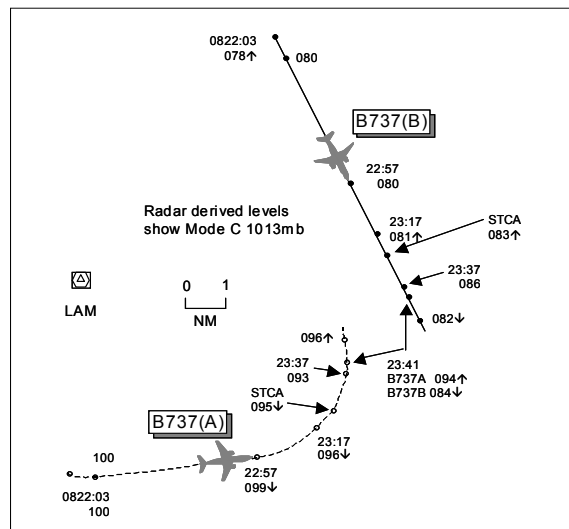 0822:03
078↑
080
B737(B)
22:57
080
Radar derived levels
show Mode C 1013mb
23:17
081↑
STCA
083↑
23:37
086
LAM
0 1
NM
082↓
096↑
23:41
B737A 094↑
B737B 084↓
23:37
093
STCA
095↓
B737(A)
23:17
096↓
100
22:57
099↓
0822:03
100